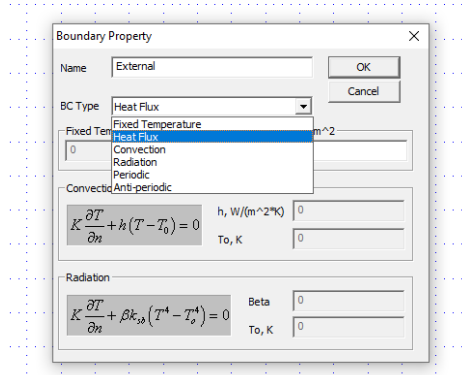 Boundary Property
Name External OK
Cancel
BC Type Heat Flux
Fixed Temperature
Heat Flux
Convection
Radiation
Periodic
Anti-periodic
Fixed Tem m^2
0
Convectio
K ∂T/∂n + h(T − T₀) = 0
h, W/(m^2*K) 0
To, K 0
Radiation
K ∂T/∂n + βkₛb(T⁴ − Tₒ⁴) = 0
Beta 0
To, K 0